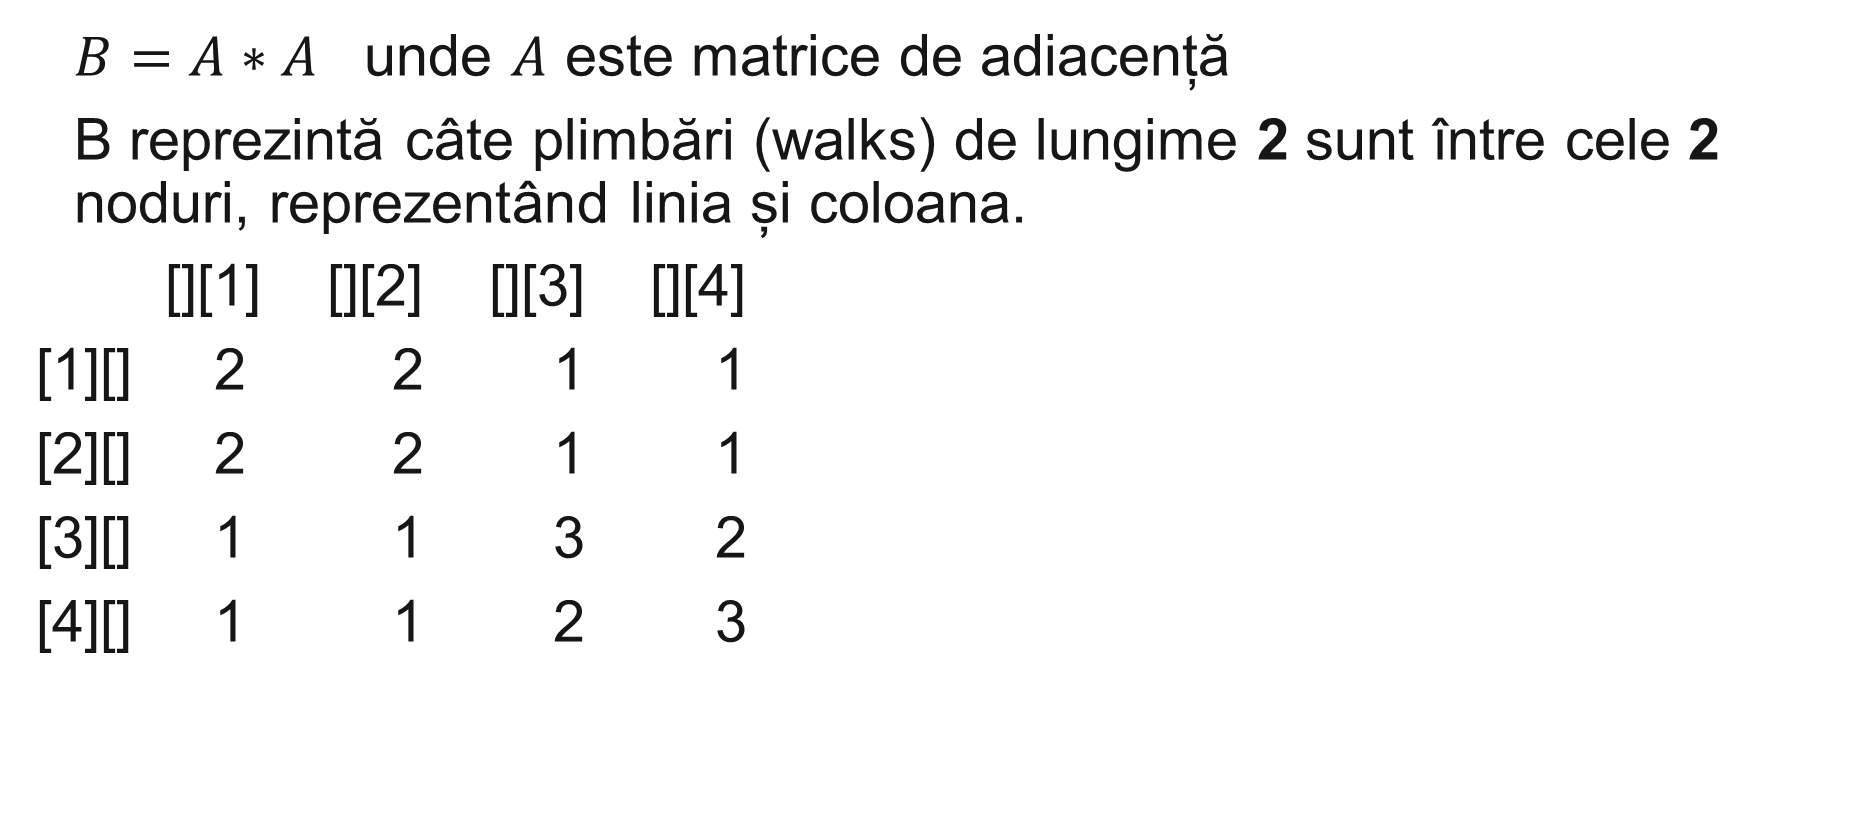 B = A ∗ A unde A este matrice de adiacență
B reprezintă câte plimbări (walks) de lungime 2 sunt între cele 2
noduri, reprezentând linia și coloana.
[][1] [][2] [][3] [][4]
[1][] 2 2 1 1
[2][] 2 2 1 1
[3][] 1 1 3 2
[4][] 1 1 2 3